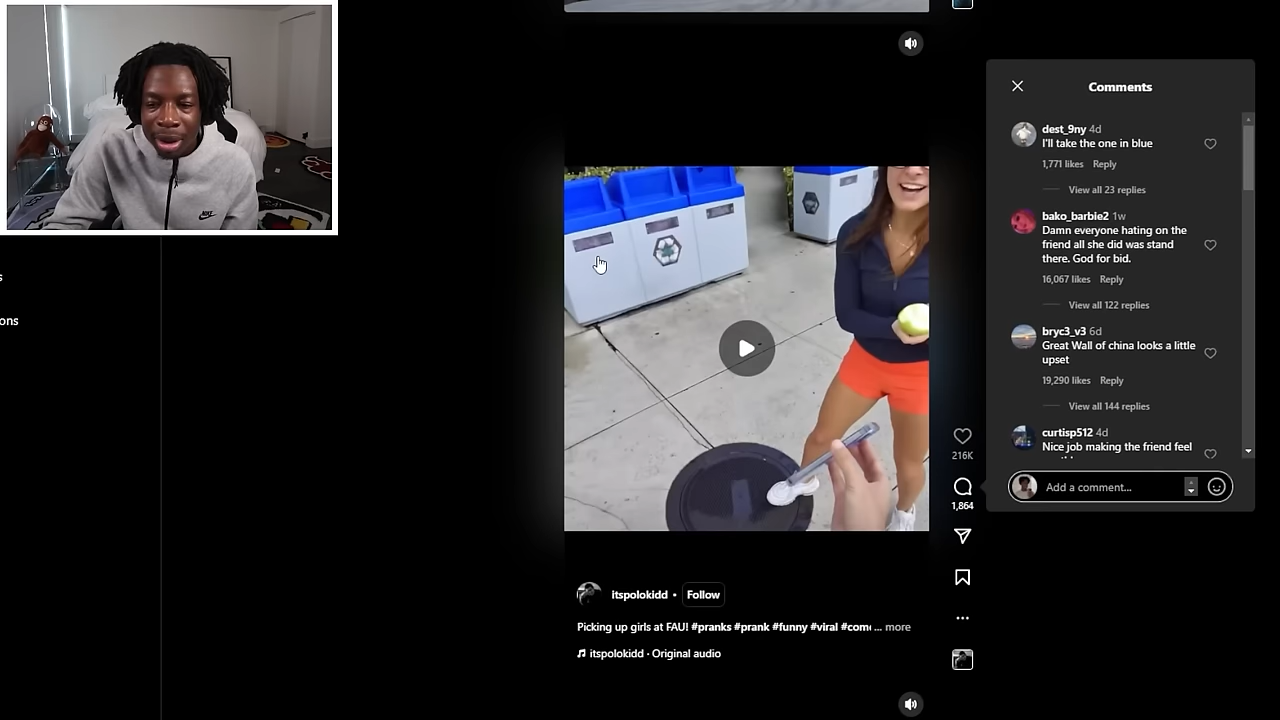 Comments
dest_9ny 4d
I'll take the one in blue
1,771 likes Reply
View all 23 replies
bako_barbie2 1w
Damn everyone hating on the
friend all she did was stand
there. God for bid.
16,067 likes Reply
View all 122 replies
bryc3_v3 6d
Great Wall of china looks a little
upset
19,290 likes Reply
View all 144 replies
curtisp512 4d
Nice job making the friend feel
Add a comment...
s
ons
216K
1,864
itspolokidd • Follow
Picking up girls at FAU! #pranks #prank #funny #viral #com ... more
itspolokidd · Original audio